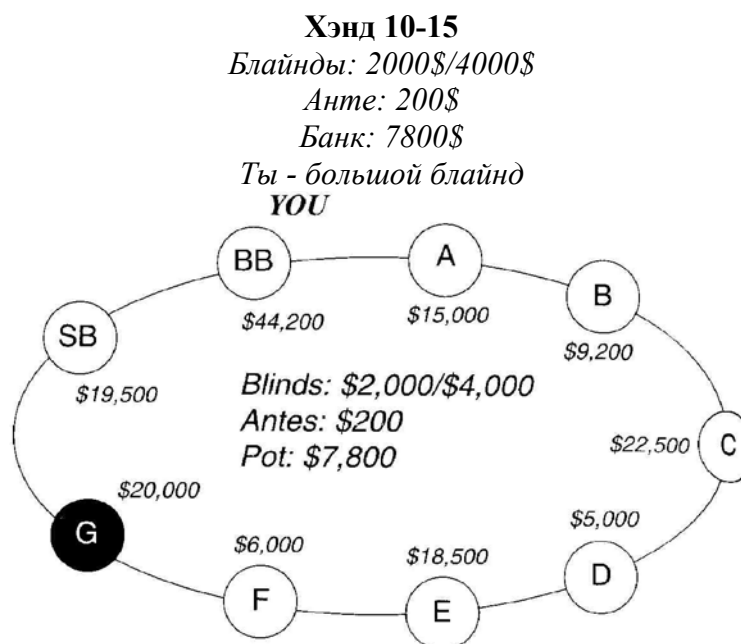 Хэнд 10-15
Блайнды: 2000$/4000$
Анте: 200$
Банк: 7800$
Ты - большой блайнд
YOU
BB
A
$44,200
$15,000
B
$9,200
SB
$19,500
Blinds: $2,000/$4,000
Antes: $200
Pot: $7,800
$22,500
C
$20,000
G
$6,000
F
$18,500
E
$5,000
D